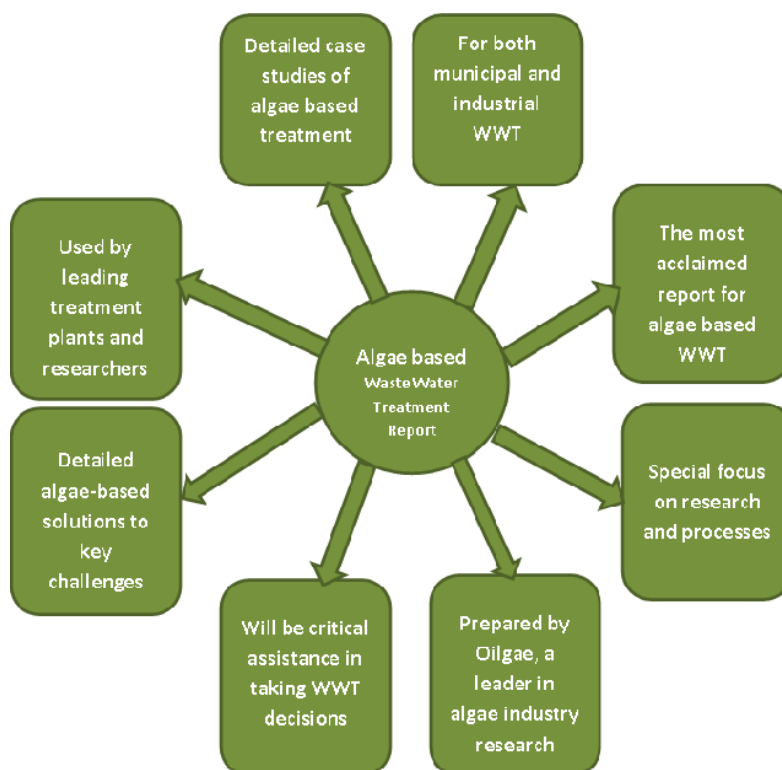 Detailed case
studies of
algae based
treatment
For both
municipal and
industrial
WWT
Used by
leading
treatment
plants and
researchers
The most
acclaimed
report for
algae based
WWT
Algae based
WasteWater
Treatment
Report
Detailed
algae-based
solutions to
key
challenges
Special focus
on research
and processes
Will be critical
assistance in
taking WWT
decisions
Prepared by
Oilgae, a
leader in
algae industry
research